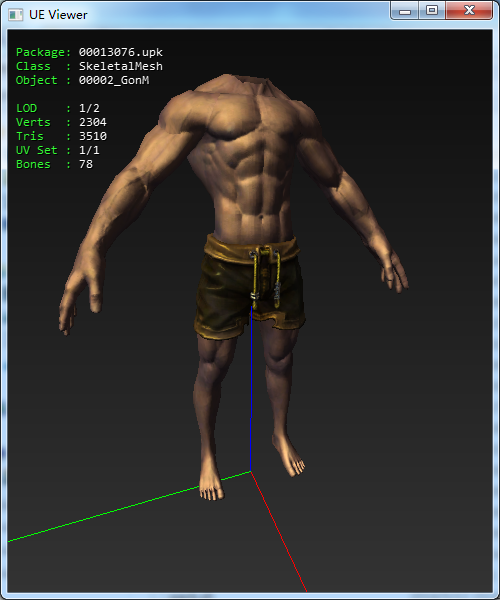 UE Viewer
Package: 00013076.upk
Class  : SkeletalMesh
Object : 00002_GonM
LOD    : 1/2
Verts  : 2304
Tris   : 3510
UV Set : 1/1
Bones  : 78